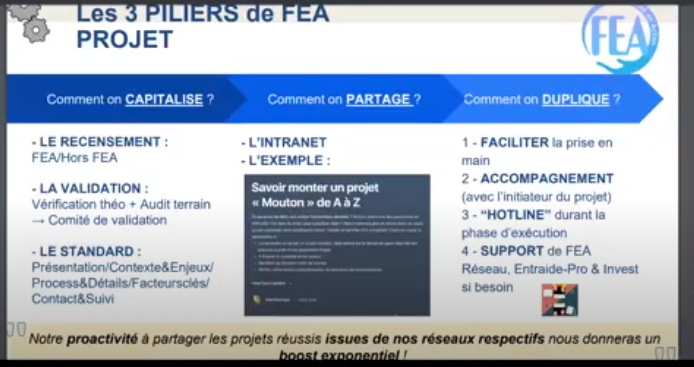 Les 3 PILIERS de FEA
PROJET
FEA
Comment on CAPITALISE ?
Comment on PARTAGE ?
Comment on DUPLIQUE ?
- LE RECENSEMENT :
FEA/Hors FEA
- LA VALIDATION :
Vérification théo + Audit terrain
→ Comité de validation
- LE STANDARD :
Présentation/Contexte&Enjeux/
Process&Détails/Facteursclés/
Contact&Suivi
- L'INTRANET
- L'EXEMPLE :
Savoir monter un projet
« Mouton » de A à Z
1 - FACILITER la prise en
main
2 - ACCOMPAGNEMENT
(avec l'initiateur du projet)
3 - “HOTLINE” durant la
phase d'exécution
4 - SUPPORT de FEA
Réseau, Entraide-Pro & Invest
si besoin
Notre proactivité à partager les projets réussis issues de nos réseaux respectifs nous donneras un
boost exponentiel !